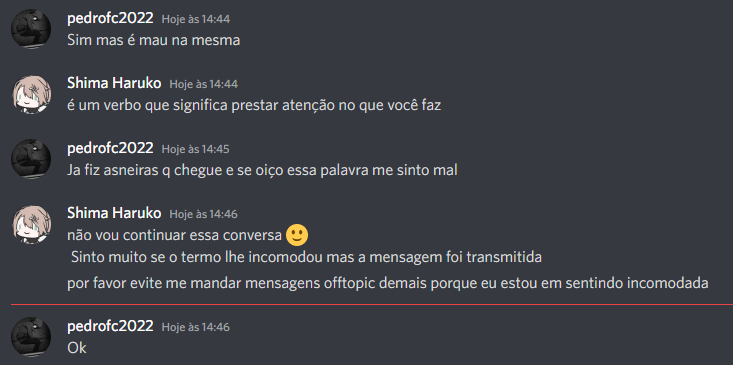 pedrofc2022 Hoje às 14:44
Sim mas é mau na mesma
Shima Haruko Hoje às 14:44
é um verbo que significa prestar atenção no que você faz
pedrofc2022 Hoje às 14:45
Ja fiz asneiras q chegue e se oiço essa palavra me sinto mal
Shima Haruko Hoje às 14:46
não vou continuar essa conversa 🙂
Sinto muito se o termo lhe incomodou mas a mensagem foi transmitida
por favor evite me mandar mensagens offtopic demais porque eu estou em sentindo incomodada
pedrofc2022 Hoje às 14:46
Ok